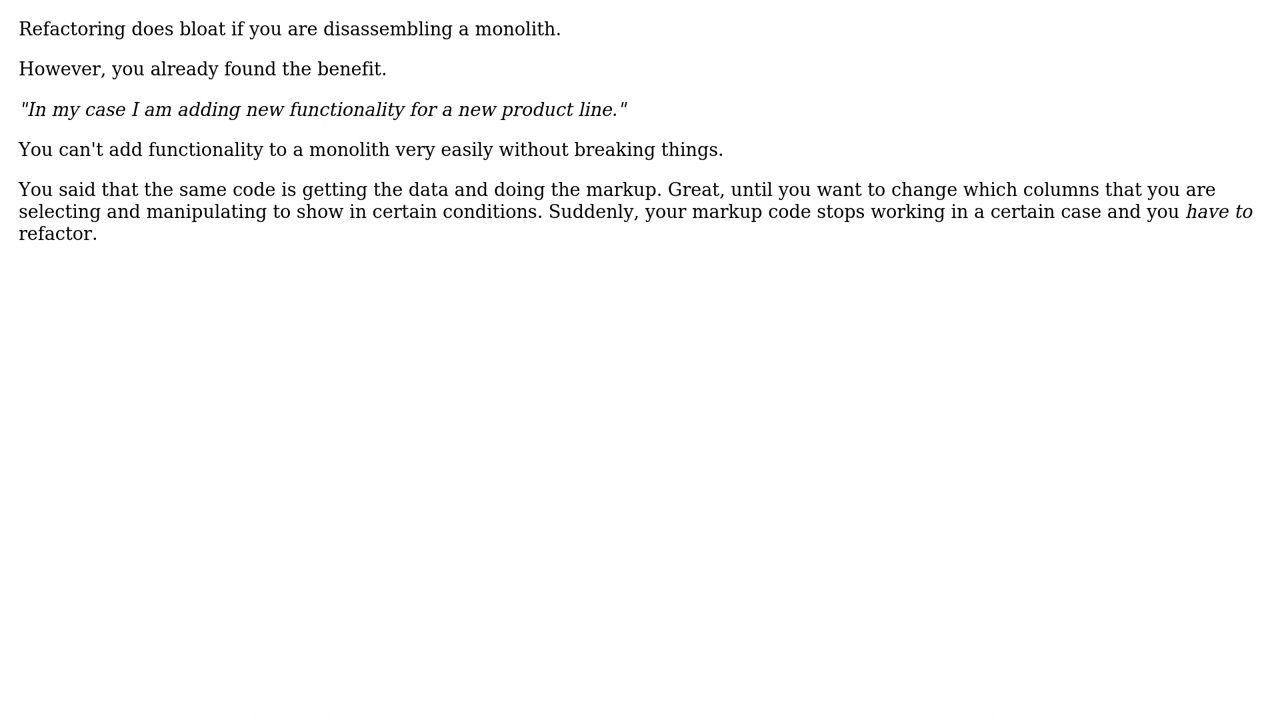 Refactoring does bloat if you are disassembling a monolith.
However, you already found the benefit.
"In my case I am adding new functionality for a new product line."
You can't add functionality to a monolith very easily without breaking things.
You said that the same code is getting the data and doing the markup. Great, until you want to change which columns that you are
selecting and manipulating to show in certain conditions. Suddenly, your markup code stops working in a certain case and you have to
refactor.